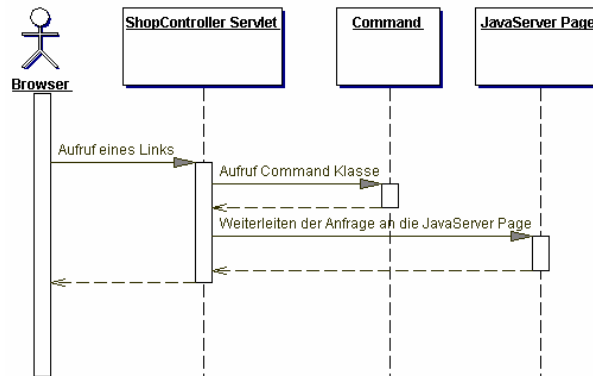 ShopController Servlet
Command
JavaServer Page
Browser
Aufruf eines Links
Aufruf Command Klasse
Weiterleiten der Anfrage an die JavaServer Page